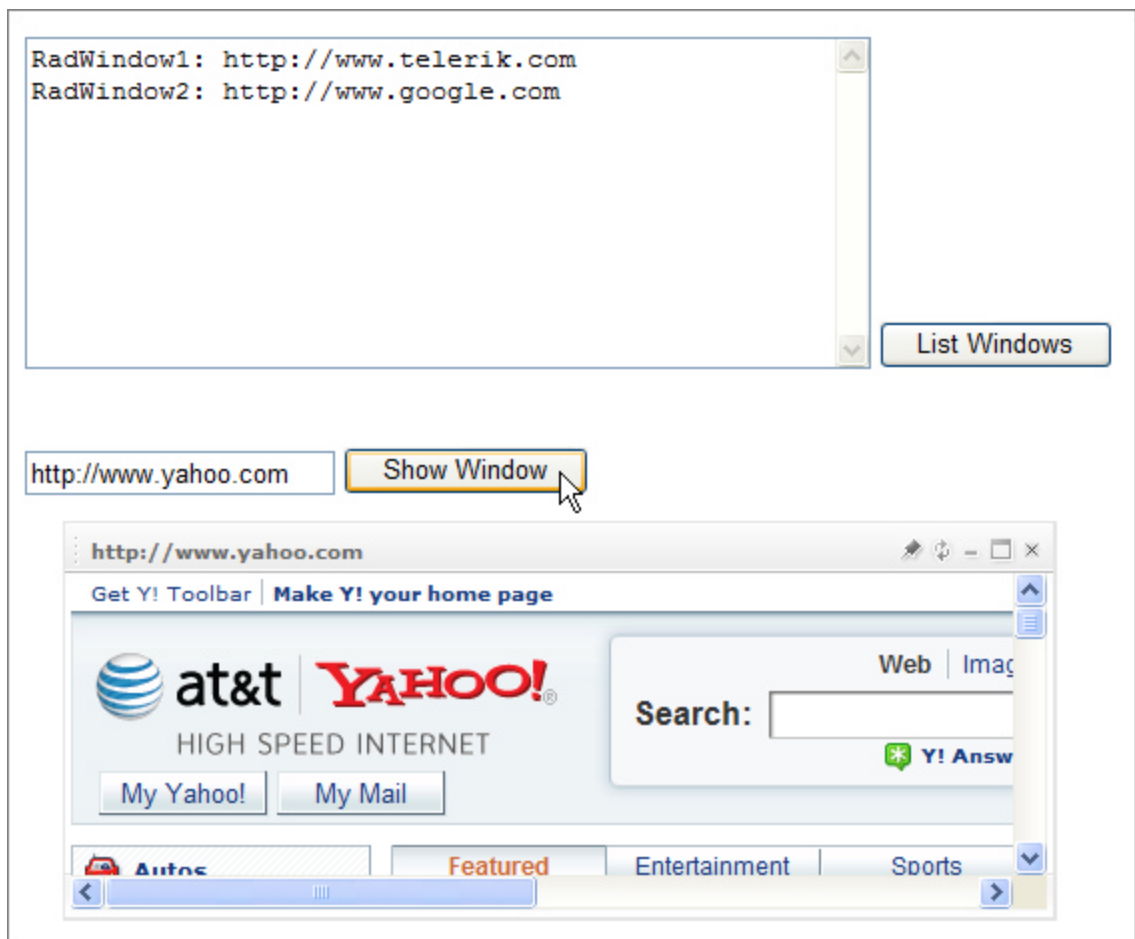 RadWindow1: http://www.telerik.com
RadWindow2: http://www.google.com
List Windows
http://www.yahoo.com Show Window
http://www.yahoo.com
Get Y! Toolbar Make Y! your home page
at&t YAHOO!®
HIGH SPEED INTERNET
Web Imag
Search:
Y! Answ
My Yahoo! My Mail
Autos Featured Entertainment Sports